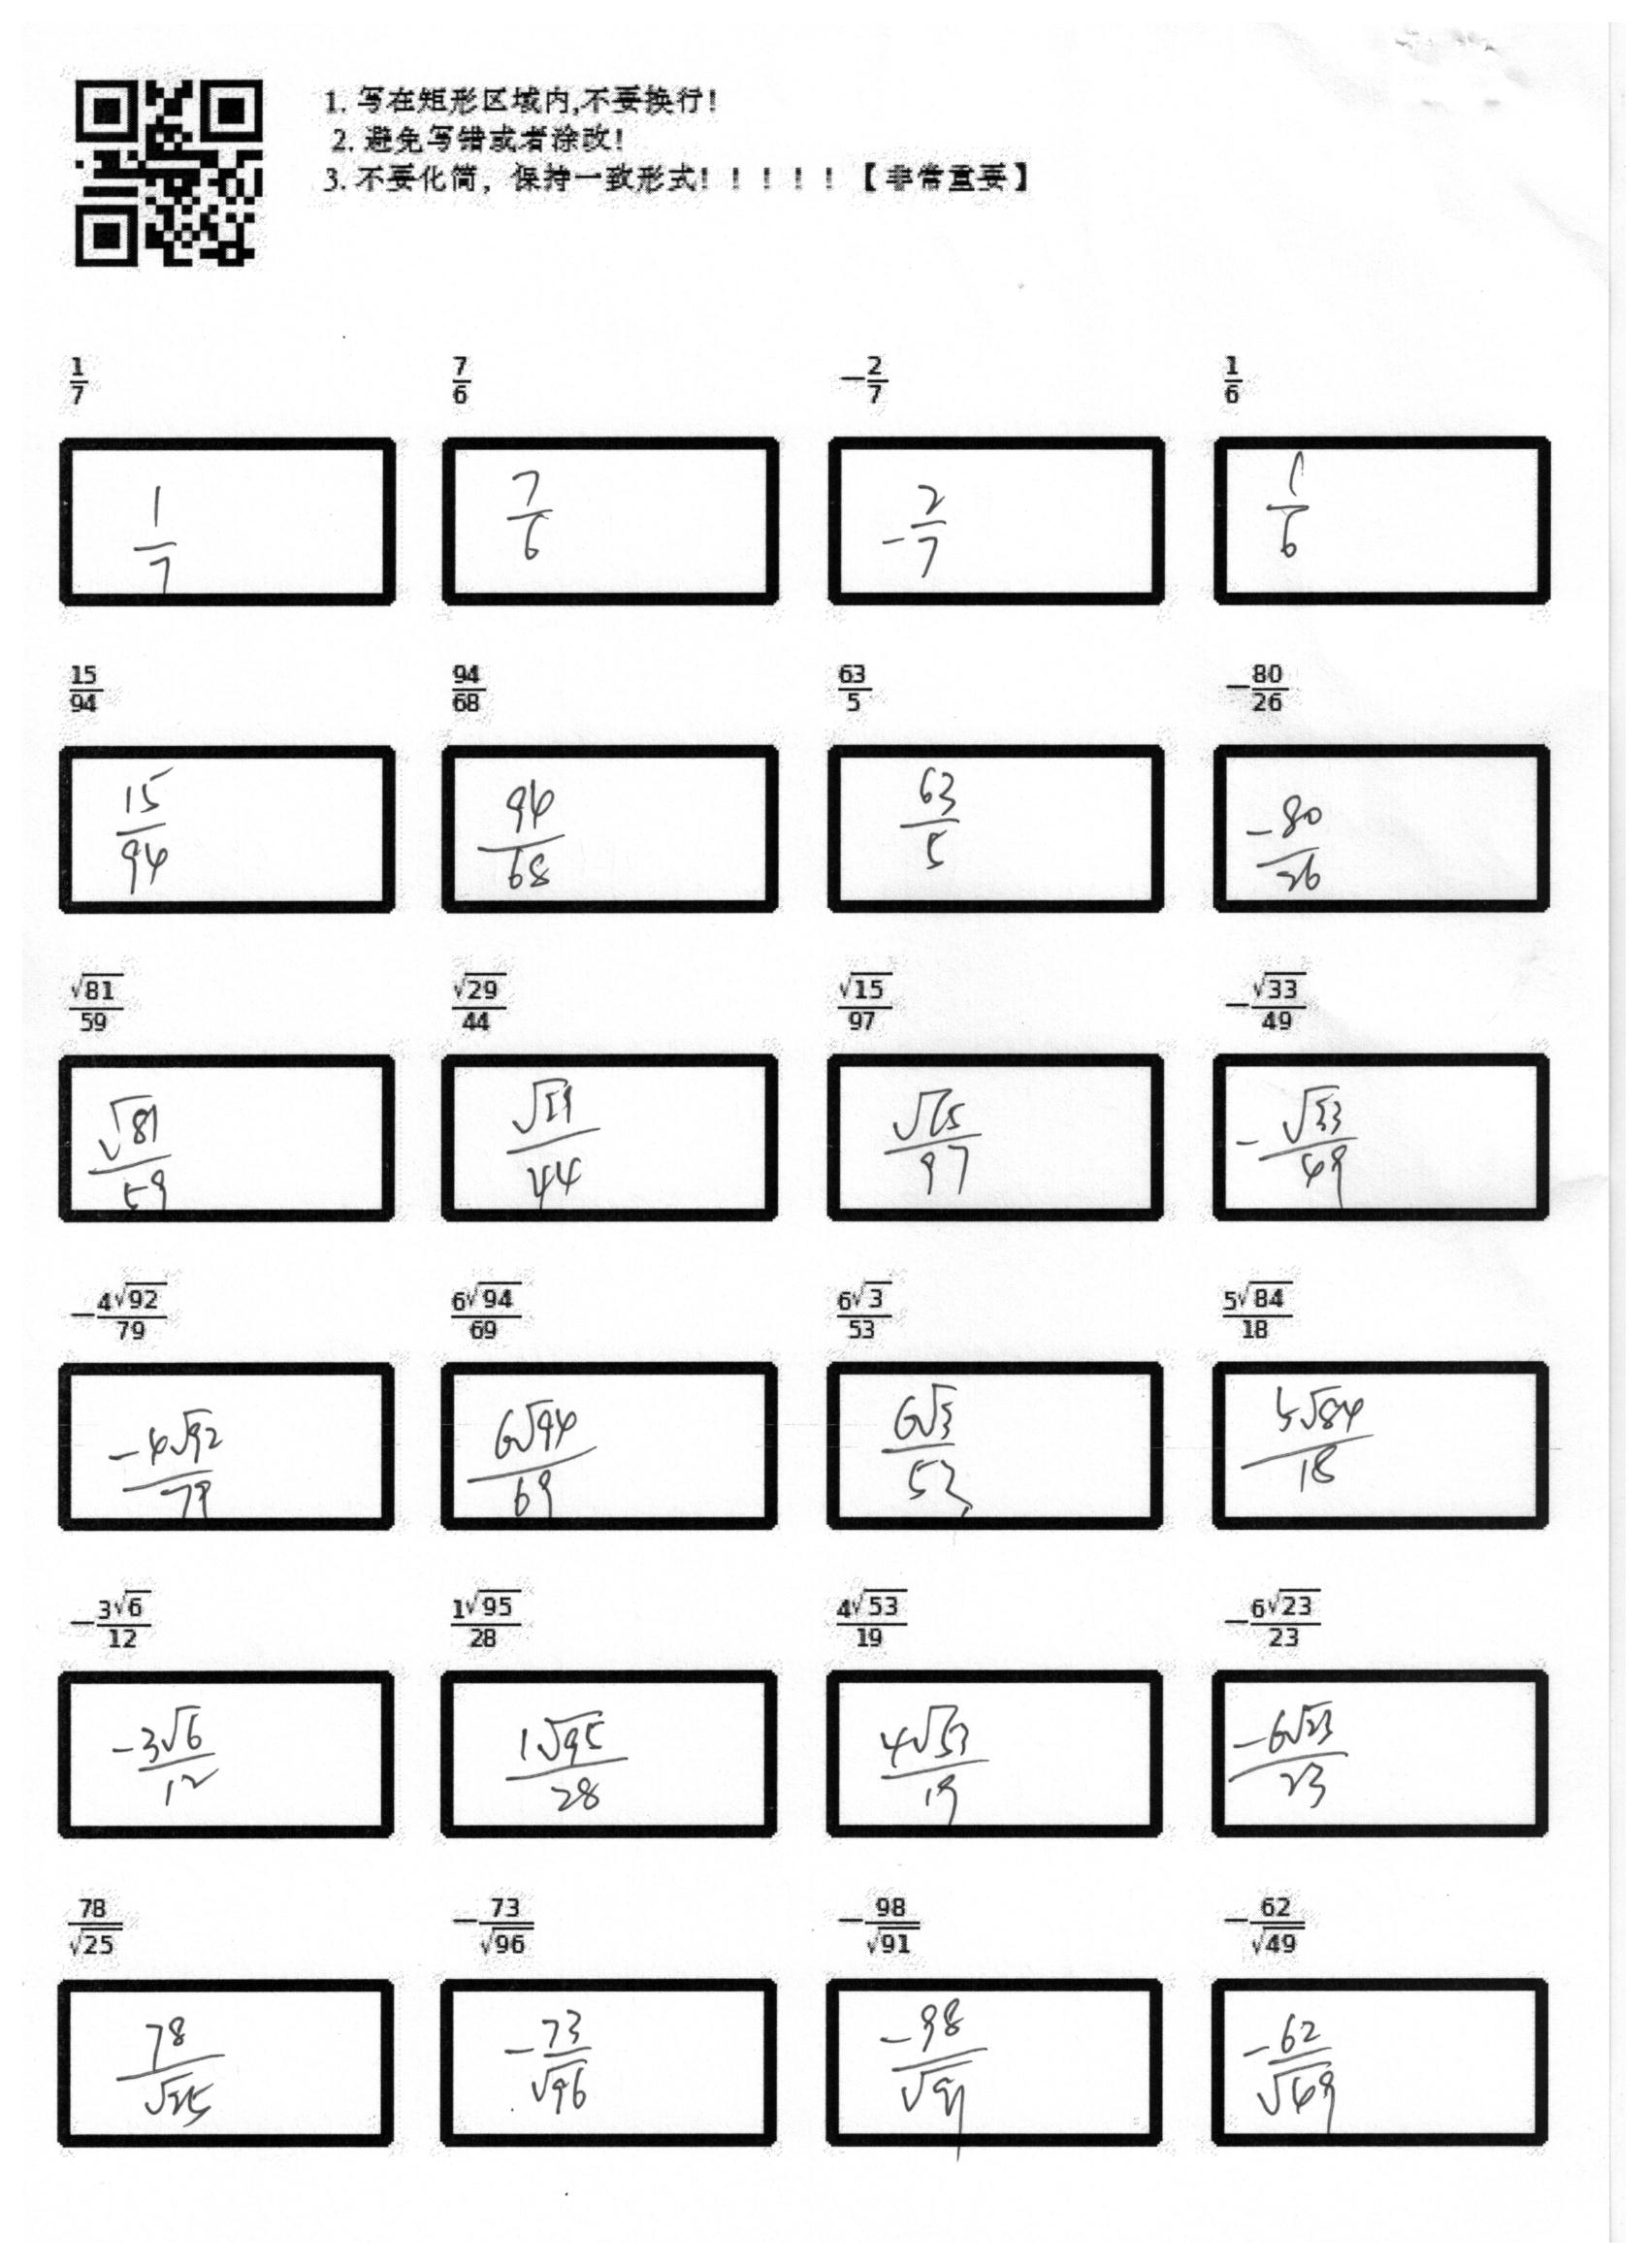 1. 写在矩形区域内,不要换行!
2. 避免写错或者涂改!
3. 不要化简，保持一致形式！！！！！【非常重要】
\frac{1}{7} \frac{7}{6} -\frac{2}{7} \frac{1}{6}
\frac{1}{7} \frac{7}{6} -\frac{2}{7} \frac{1}{6}
\frac{15}{94} \frac{94}{68} \frac{63}{5} -\frac{80}{26}
\frac{15}{94} \frac{94}{68} \frac{63}{5} \frac{-80}{26}
\frac{\sqrt{81}}{59} \frac{\sqrt{29}}{44} \frac{\sqrt{15}}{97} -\frac{\sqrt{33}}{49}
\frac{\sqrt{81}}{59} \frac{\sqrt{29}}{44} \frac{\sqrt{15}}{97} -\frac{\sqrt{33}}{49}
-\frac{4\sqrt{92}}{79} \frac{6\sqrt{94}}{69} \frac{6\sqrt{3}}{53} \frac{5\sqrt{84}}{18}
\frac{-4\sqrt{92}}{79} \frac{6\sqrt{94}}{69} \frac{6\sqrt{3}}{53} \frac{5\sqrt{84}}{18}
-\frac{3\sqrt{6}}{12} \frac{1\sqrt{95}}{28} \frac{4\sqrt{53}}{19} -\frac{6\sqrt{23}}{23}
\frac{-3\sqrt{6}}{12} \frac{1\sqrt{95}}{28} \frac{4\sqrt{53}}{19} \frac{-6\sqrt{23}}{23}
\frac{78}{\sqrt{25}} -\frac{73}{\sqrt{96}} -\frac{98}{\sqrt{91}} -\frac{62}{\sqrt{49}}
\frac{78}{\sqrt{25}} -\frac{73}{\sqrt{96}} \frac{-98}{\sqrt{91}} -\frac{62}{\sqrt{49}}